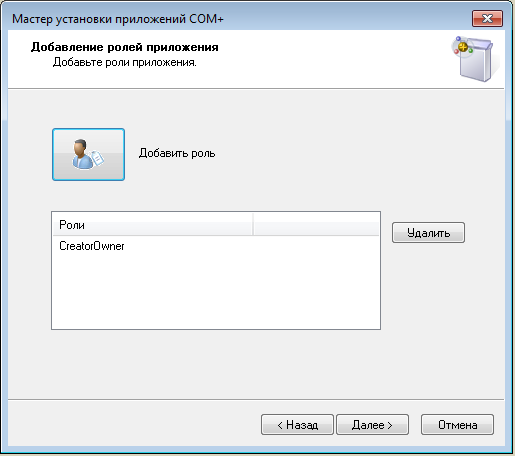 Мастер установки приложений COM+
Добавление ролей приложения
Добавьте роли приложения.
Добавить роль
Роли
CreatorOwner
Удалить
< Назад
Далее >
Отмена